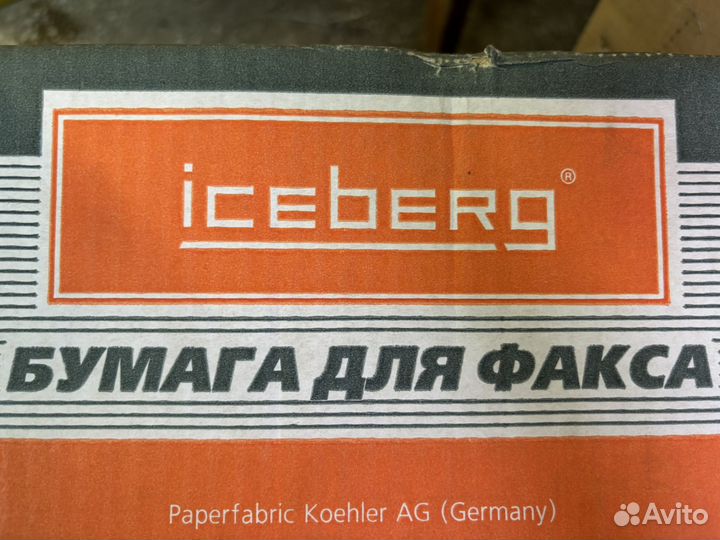 iceberg®
БУМАГА ДЛЯ ФАКСА
Paperfabric Koehler AG (Germany)
Avito